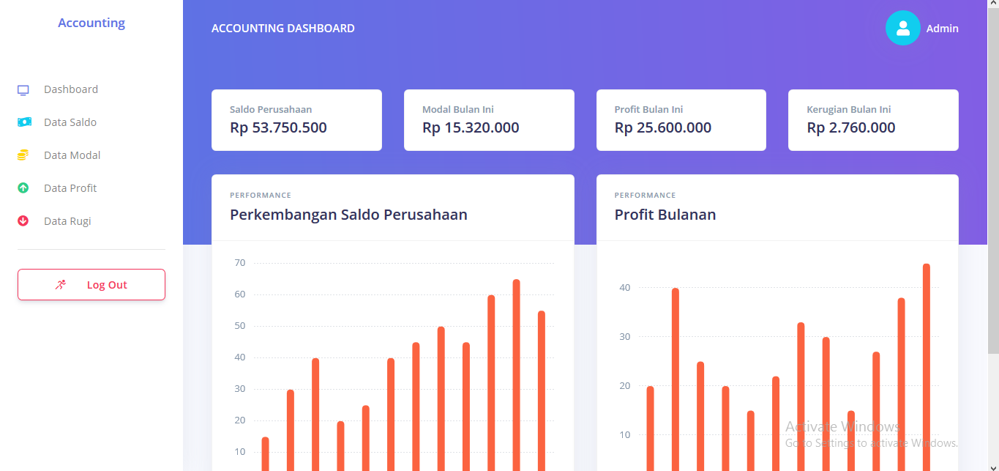 Accounting
Dashboard
Data Saldo
Data Modal
Data Profit
Data Rugi
Log Out
ACCOUNTING DASHBOARD
Admin
Saldo Perusahaan
Rp 53.750.500
Modal Bulan Ini
Rp 15.320.000
Profit Bulan Ini
Rp 25.600.000
Kerugian Bulan Ini
Rp 2.760.000
PERFORMANCE
Perkembangan Saldo Perusahaan
70
60
50
40
30
20
10
PERFORMANCE
Profit Bulanan
40
30
20
10
Activate Windows
Go to Settings to activate Windows.